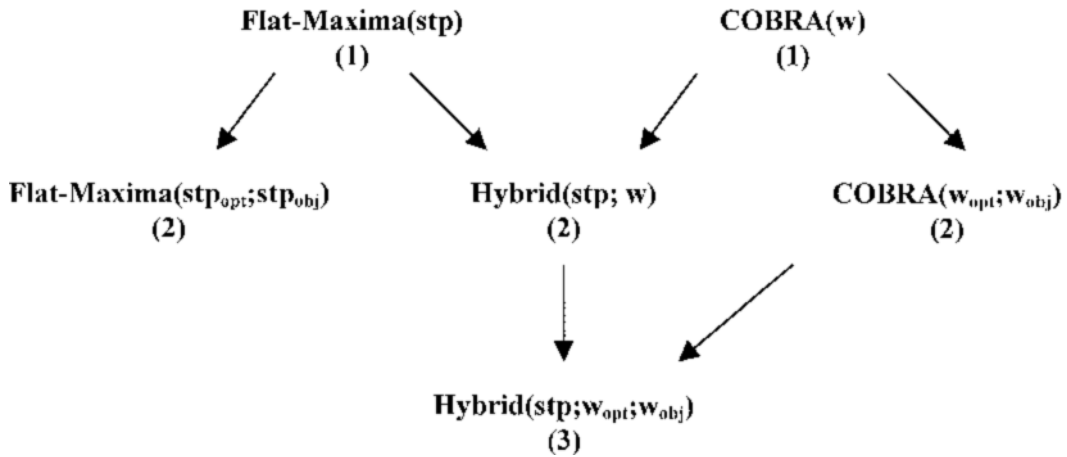 Flat-Maxima(stp) COBRA(w)
(1) (1)
Flat-Maxima(stpopt;stpobj) Hybrid(stp; w) COBRA(wopt;wobj)
(2) (2) (2)
Hybrid(stp;wopt;wobj)
(3)